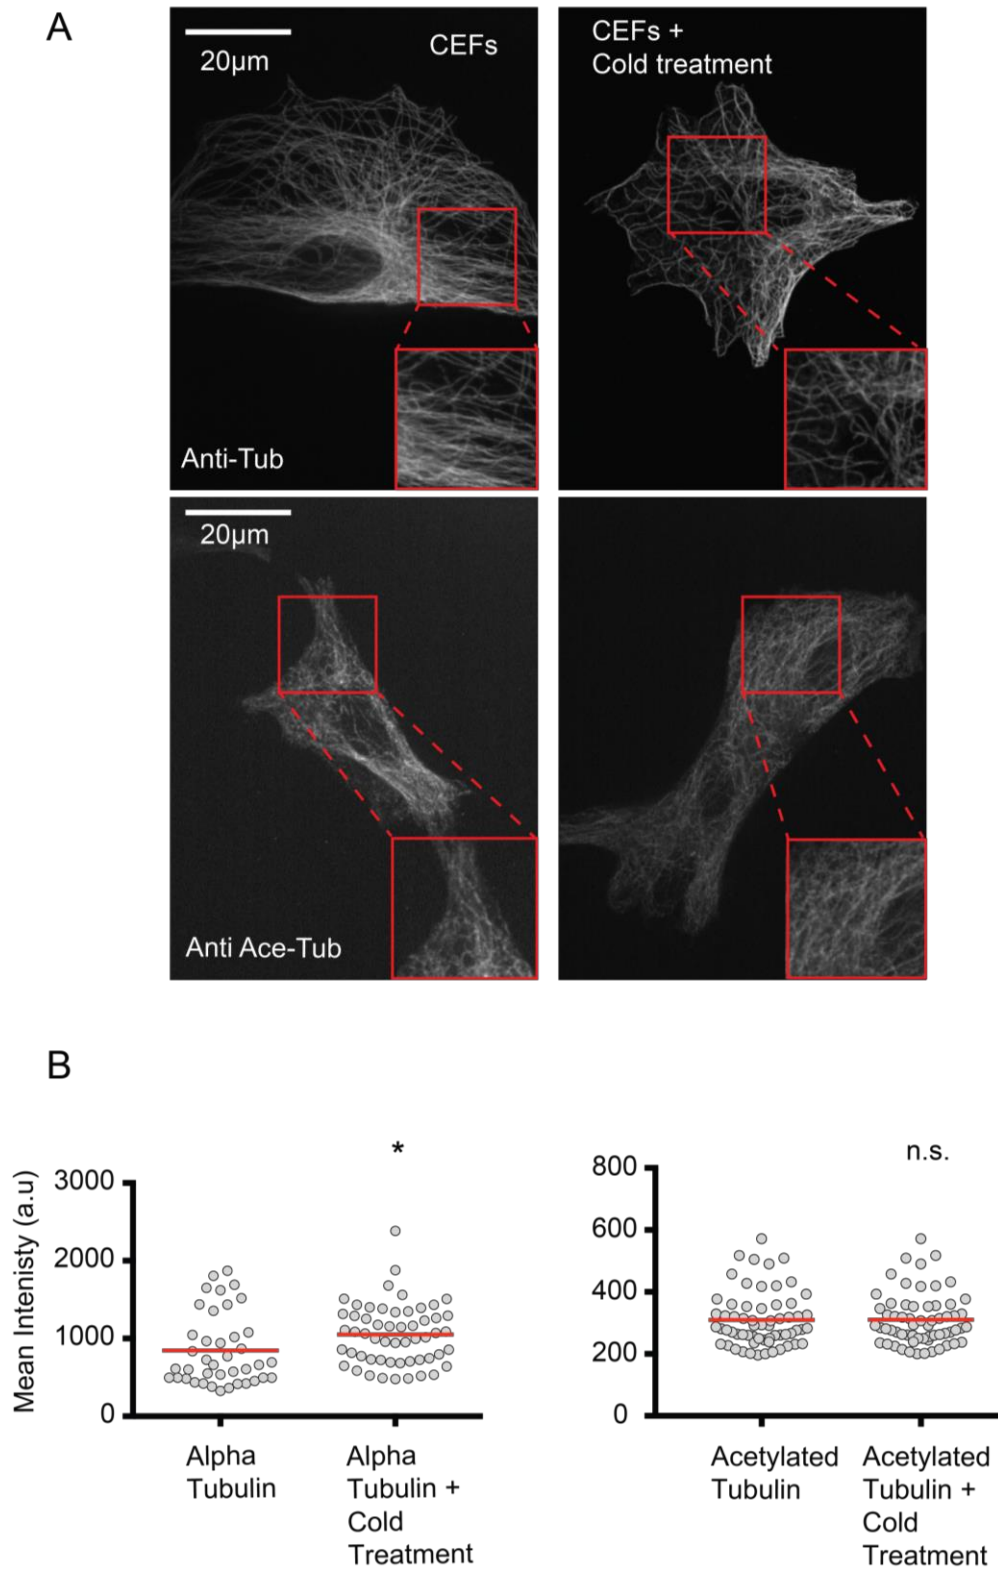 A
20μm
CEFs
CEFs +
Cold treatment
Anti-Tub
20μm
Anti Ace-Tub
B
Mean Intenisty (a.u)
3000
2000
1000
0
*
Alpha
Tubulin
Alpha
Tubulin +
Cold
Treatment
800
600
400
200
0
n.s.
Acetylated
Tubulin
Acetylated
Tubulin +
Cold
Treatment